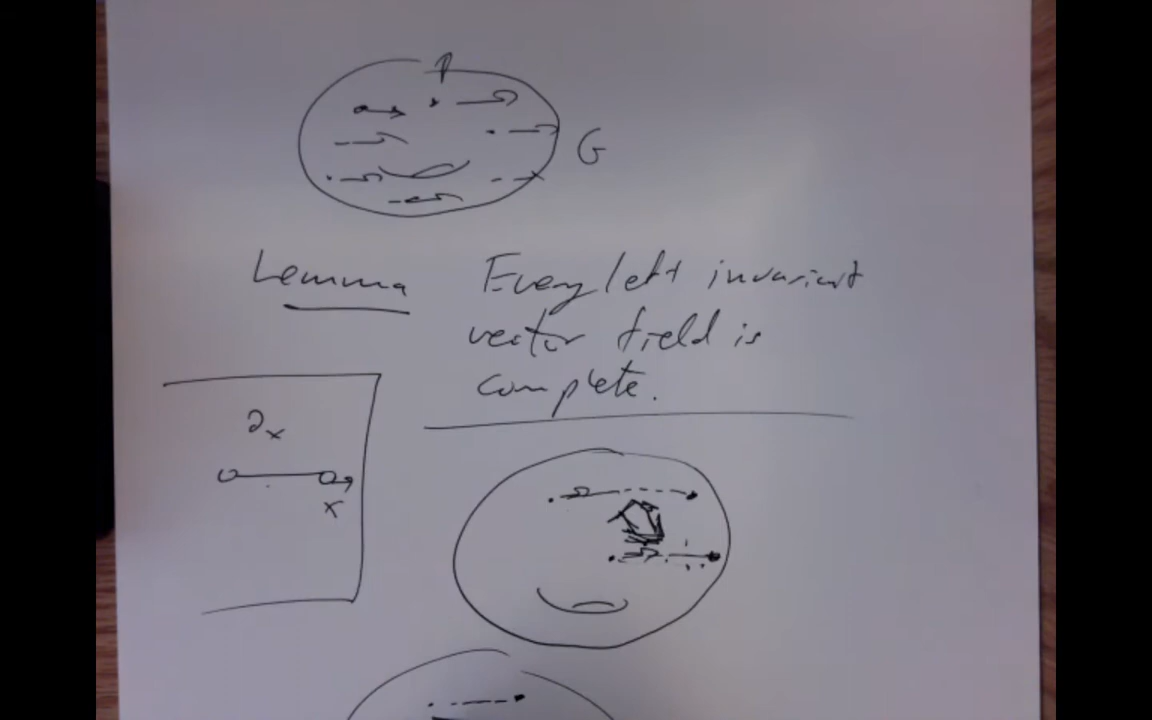 p
G
Lemma Every left invariant
vector field is
complete.
∂x
x